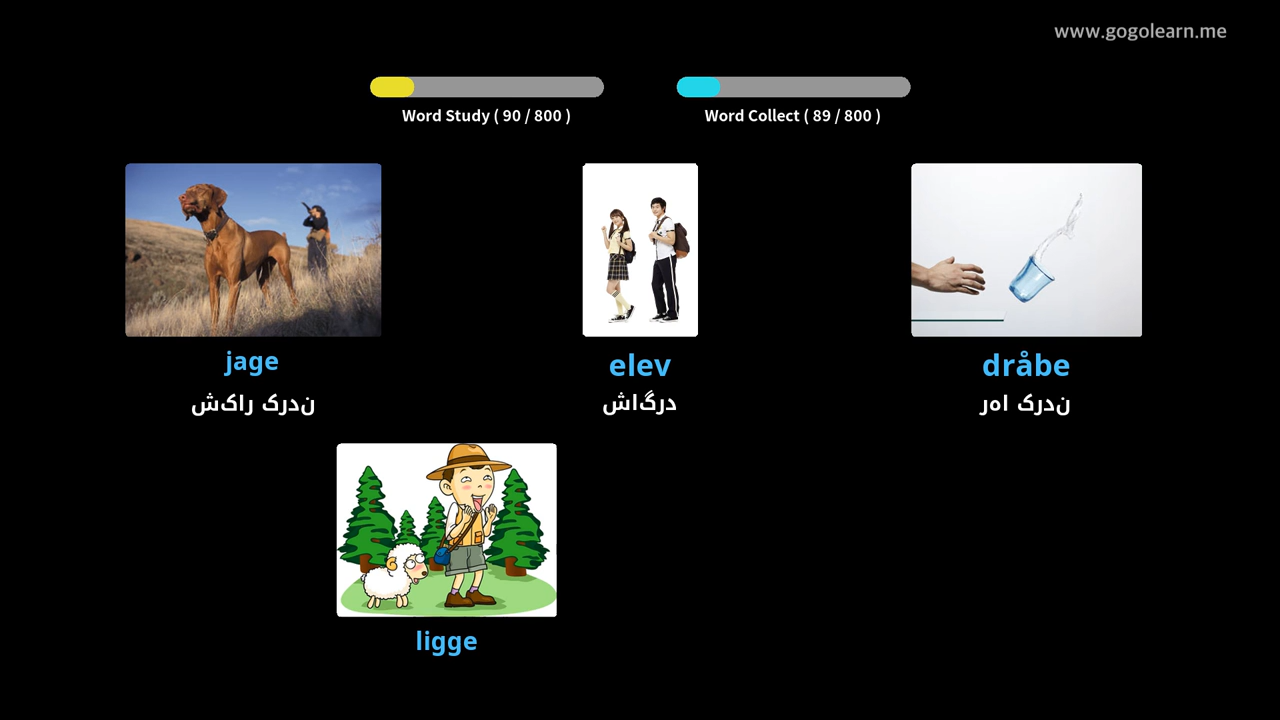 www.gogolearn.me
Word Study ( 90 / 800 )
Word Collect ( 89 / 800 )
jage
ندرک راکش
elev
درگاش
dråbe
ندرک اهر
ligge